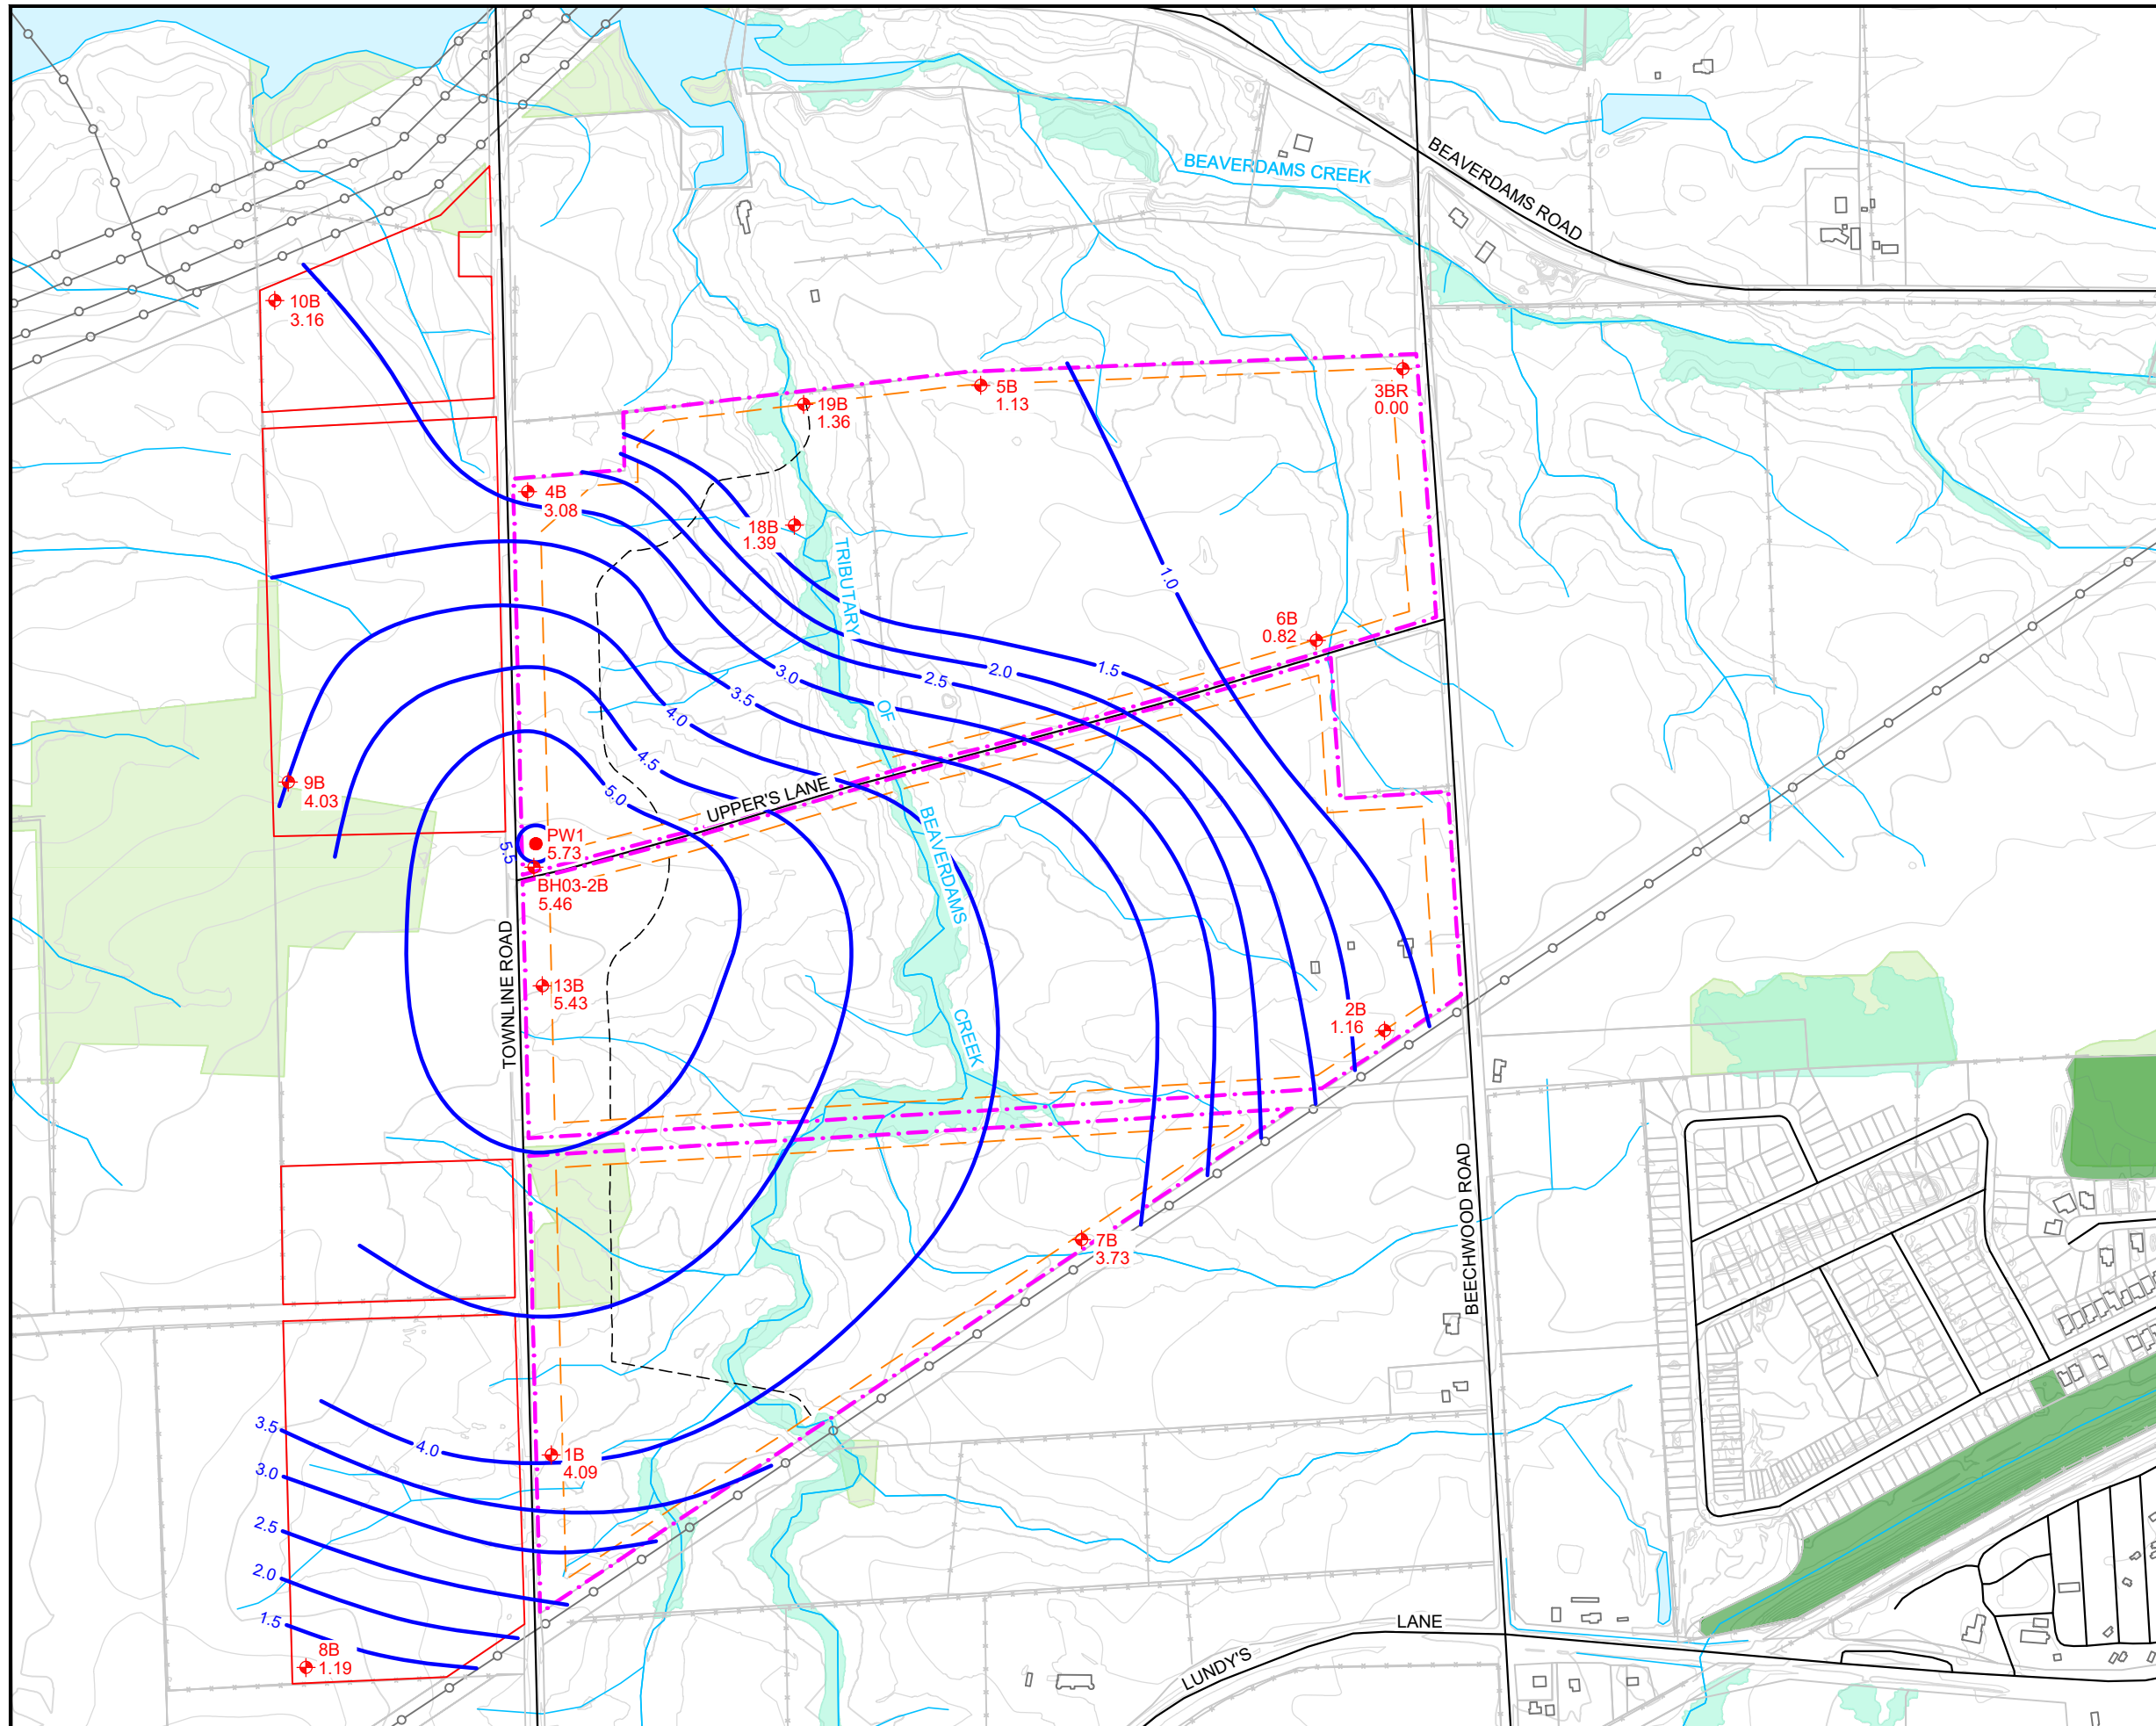 BEAVERDAMS CREEK
BEAVERDAMS ROAD
10B
3.16
5B
1.13
3BR
0.00
19B
1.36
4B
3.08
18B
1.39
TRIBUTARY
OF
BEAVERDAMS
CREEK
1.0
6B
0.82
1.5
2.0
2.5
3.0
3.5
4.0
4.5
5.0
5.5
9B
4.03
UPPER'S LANE
PW1
5.73
BH03-2B
5.46
TOWNLINE ROAD
13B
5.43
2B
1.16
7B
3.73
BEECHWOOD ROAD
3.5
4.0
3.0
1B
4.09
2.5
2.0
1.5
8B
1.19
LUNDY'S
LANE